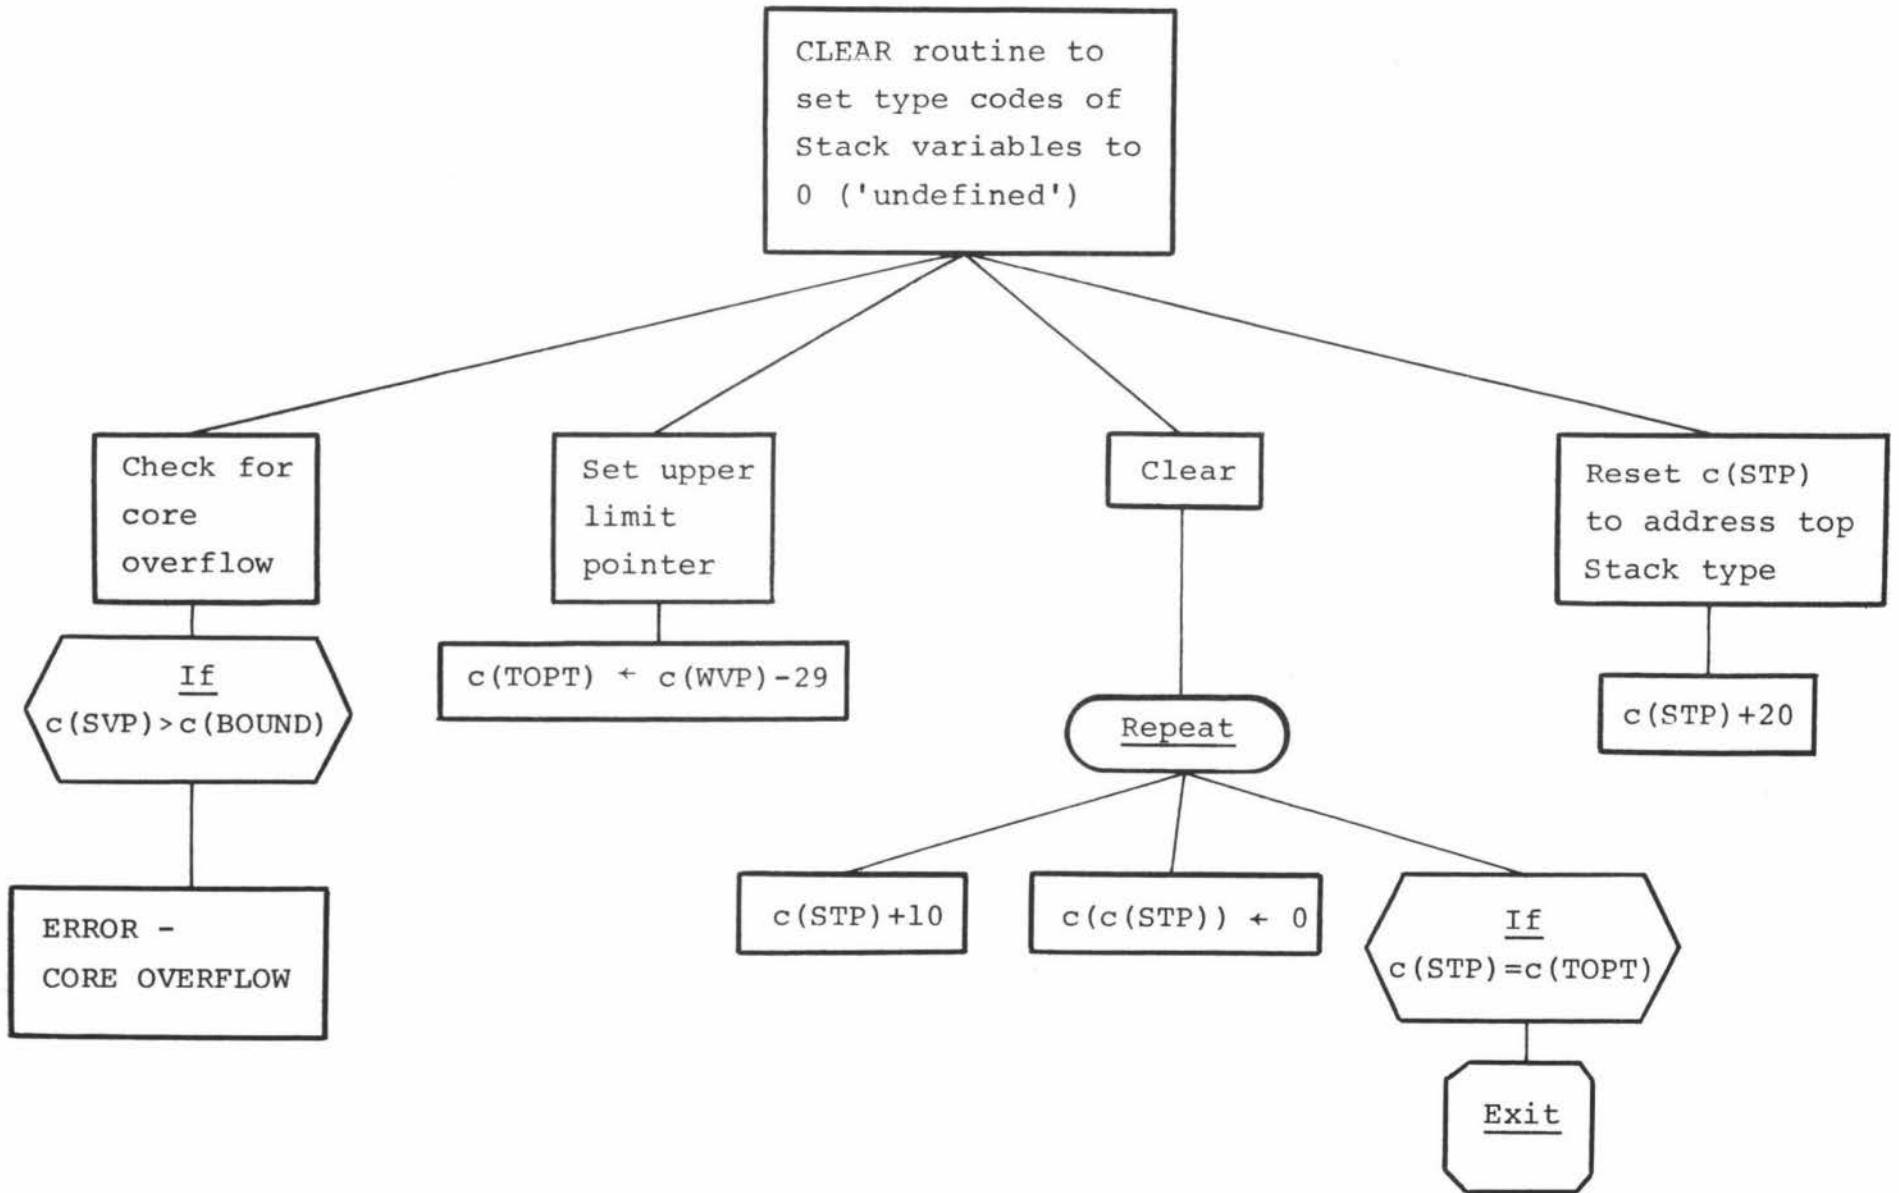 CLEAR routine to
set type codes of
Stack variables to
0 ('undefined')
Check for
core
overflow
Set upper
limit
pointer
Clear
Reset c(STP)
to address top
Stack type
If
c(SVP)>c(BOUND)
c(TOPT) ← c(WVP)-29
Repeat
c(STP)+20
ERROR -
CORE OVERFLOW
c(STP)+10
c(c(STP)) ← 0
If
c(STP)=c(TOPT)
Exit